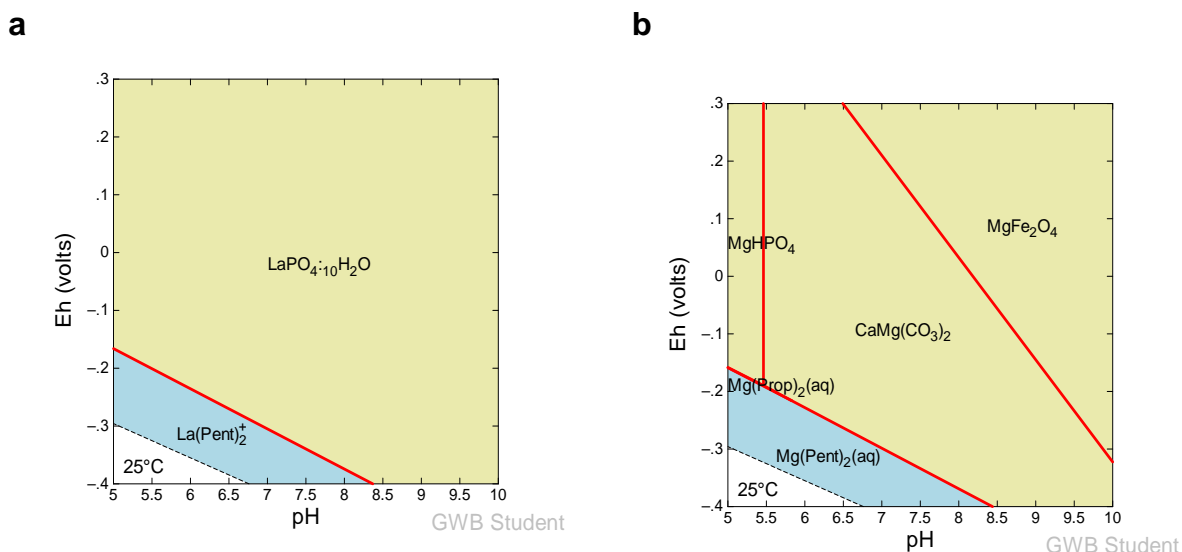 a
.3
.2
.1
0
–.1
–.2
–.3
–.4
Eh (volts)
LaPO₄:₁₀H₂O
La(Pent)₂⁺
25°C
5 5.5 6 6.5 7 7.5 8 8.5 9 9.5 10
pH
GWB Student
b
.3
.2
.1
0
–.1
–.2
–.3
–.4
Eh (volts)
MgFe₂O₄
MgHPO₄
CaMg(CO₃)₂
Mg(Prop)₂(aq)
Mg(Pent)₂(aq)
25°C
5 5.5 6 6.5 7 7.5 8 8.5 9 9.5 10
pH
GWB Student